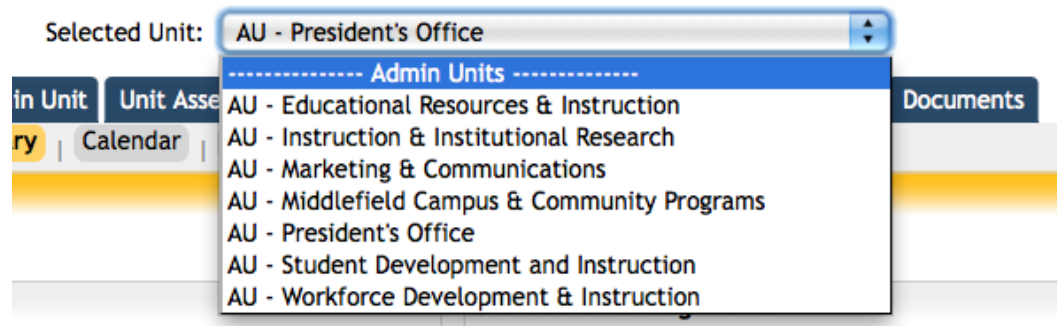 Selected Unit: AU - President's Office
--------------- Admin Units --------------
in Unit Unit Asse Documents
AU - Educational Resources & Instruction
ry | Calendar |
AU - Instruction & Institutional Research
AU - Marketing & Communications
AU - Middlefield Campus & Community Programs
AU - President's Office
AU - Student Development and Instruction
AU - Workforce Development & Instruction